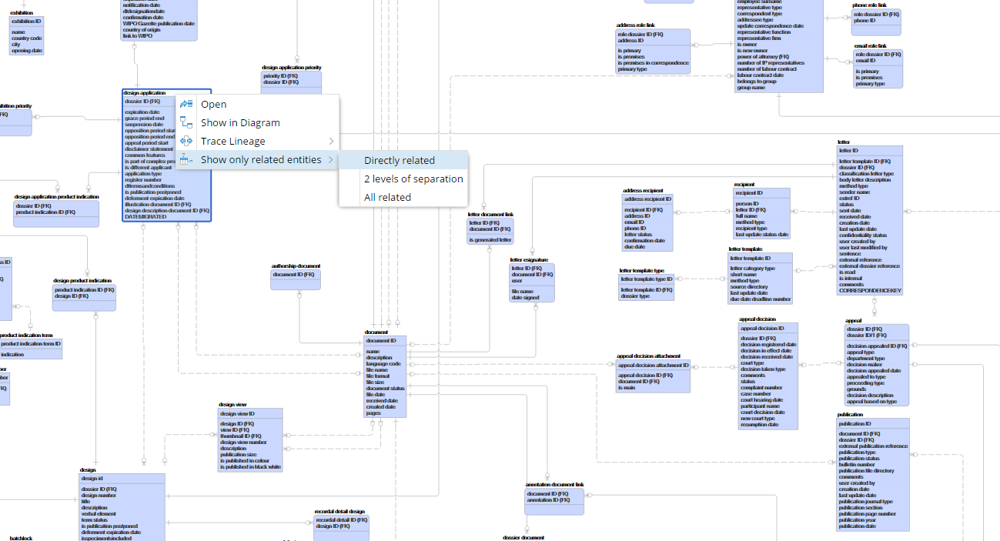 exhibition
exhibition ID
name
country code
city
opening date
notification date
dtdesignationdate
confirmation date
WIPO Gazette publication date
country of origin
link to WIPO
design application priority
priority ID (FK)
dossier ID (FK)
design application
dossier ID (FK)
expiration date
grace period end
suspension date
opposition period start
opposition period end
appeal period start
disclaimer statement
common features
is part of complex pro
is different applicant
application type
register number
dttermsandconditions
is publication postponed
deferment expiration date
illustration document ID (FK)
design description document ID (FK)
DATEMIGRATED
Open
Show in Diagram
Trace Lineage
Show only related entities
Directly related
2 levels of separation
All related
ibition priority
FK)
design application product indication
dossier ID (FK)
product indication ID (FK)
design product indication
product indication ID (FK)
design ID (FK)
ss ID
product indication term
product indication term ID
indication
er
ber
FK)
design
design id
dossier ID (FK)
design number
title
description
verbal element
term status
is publication postponed
deferment expiration date
isspecimentsincluded
batchlock
design view
design view ID
design ID (FK)
view ID (FK)
thumbnail ID (FK)
design view number
description
publication size
is published in colour
is published in black white
recordal detail design
recordal detail ID (FK)
design ID (FK)
authorship document
document ID (FK)
document
document ID
name
description
language code
file name
file format
file size
document status
file date
received date
created date
pages
letter document link
letter ID (FK)
document ID (FK)
is generated letter
letter esignature
letter ID (FK)
document ID (FK)
user
file name
date signed
annotation document link
document ID (FK)
annotation ID (FK)
dossier document
address role link
role dossier ID (FK)
address ID
is primary
is premises
is premises in correspondence
primary type
employee surname
representative type
correspondent type
addressee type
update correspondence date
representative function
representative firm
is owner
is new owner
power of attorney (FK)
number of IP representatives
number of labour contract
labour contract date
belongs to group
group name
phone role link
role dossier ID (FK)
phone ID
email role link
role dossier ID (FK)
email ID
is primary
is premises
primary type
address recipient
address recipient ID
recipient ID (FK)
address ID
email ID
phone ID
letter status
confirmation date
due date
recipient
recipient ID
person ID
letter ID (FK)
full name
method type
recipient type
last update status date
letter template type
letter template type ID
letter template ID (FK)
dossier type
letter template
letter template ID
letter category type
short name
method type
source directory
last update date
due date deadline number
letter
letter ID
letter template ID (FK)
dossier ID (FK)
classification letter type
body letter description
method type
sender name
extref ID
status
sent date
received date
creation date
last update date
confidentiality status
user created by
user last modified by
sentence
external reference
external dossier reference
is read
is internal
comments
CORRESPONDENCEKEY
appeal decision attachment
appeal decision attachment ID
appeal decision ID (FK)
document ID (FK)
is main
appeal decision
appeal decision ID
dossier ID (FK)
decision registered date
decision in effect date
decision received date
court type
decision taken type
comments
status
complaint number
case number
court hearing date
participant name
court decision date
new court type
resumption date
appeal
dossier ID (FK)
dossier ID/1 (FK)
decision appealed ID (FK)
appeal type
department type
decision maker
decision appealed date
appealed to type
proceeding type
grounds
decision description
appeal based on type
publication
publication ID
document ID (FK)
dossier ID (FK)
external publication reference
publication type
publication status
bulletin number
publication file directory
comments
user created by
creation date
last update date
publication journal type
publication section
publication page number
publication year
publication date